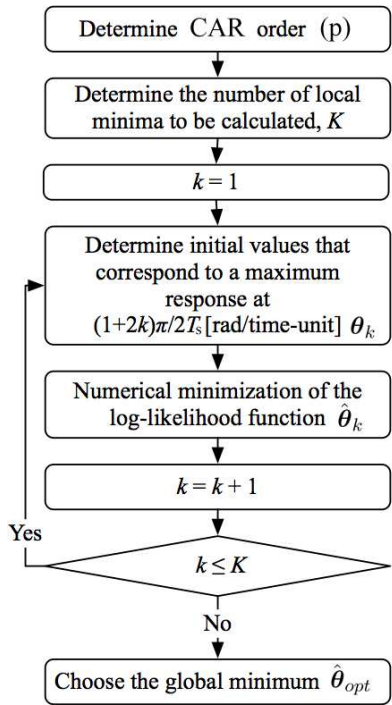 Determine CAR order (p)
Determine the number of local
minima to be calculated, K
k = 1
Determine initial values that
correspond to a maximum
response at
(1+2k)π/2Tₛ[rad/time-unit] θₖ
Numerical minimization of the
log-likelihood function θ̂ₖ
k = k + 1
Yes
k ≤ K
No
Choose the global minimum θ̂ₒₚₜ